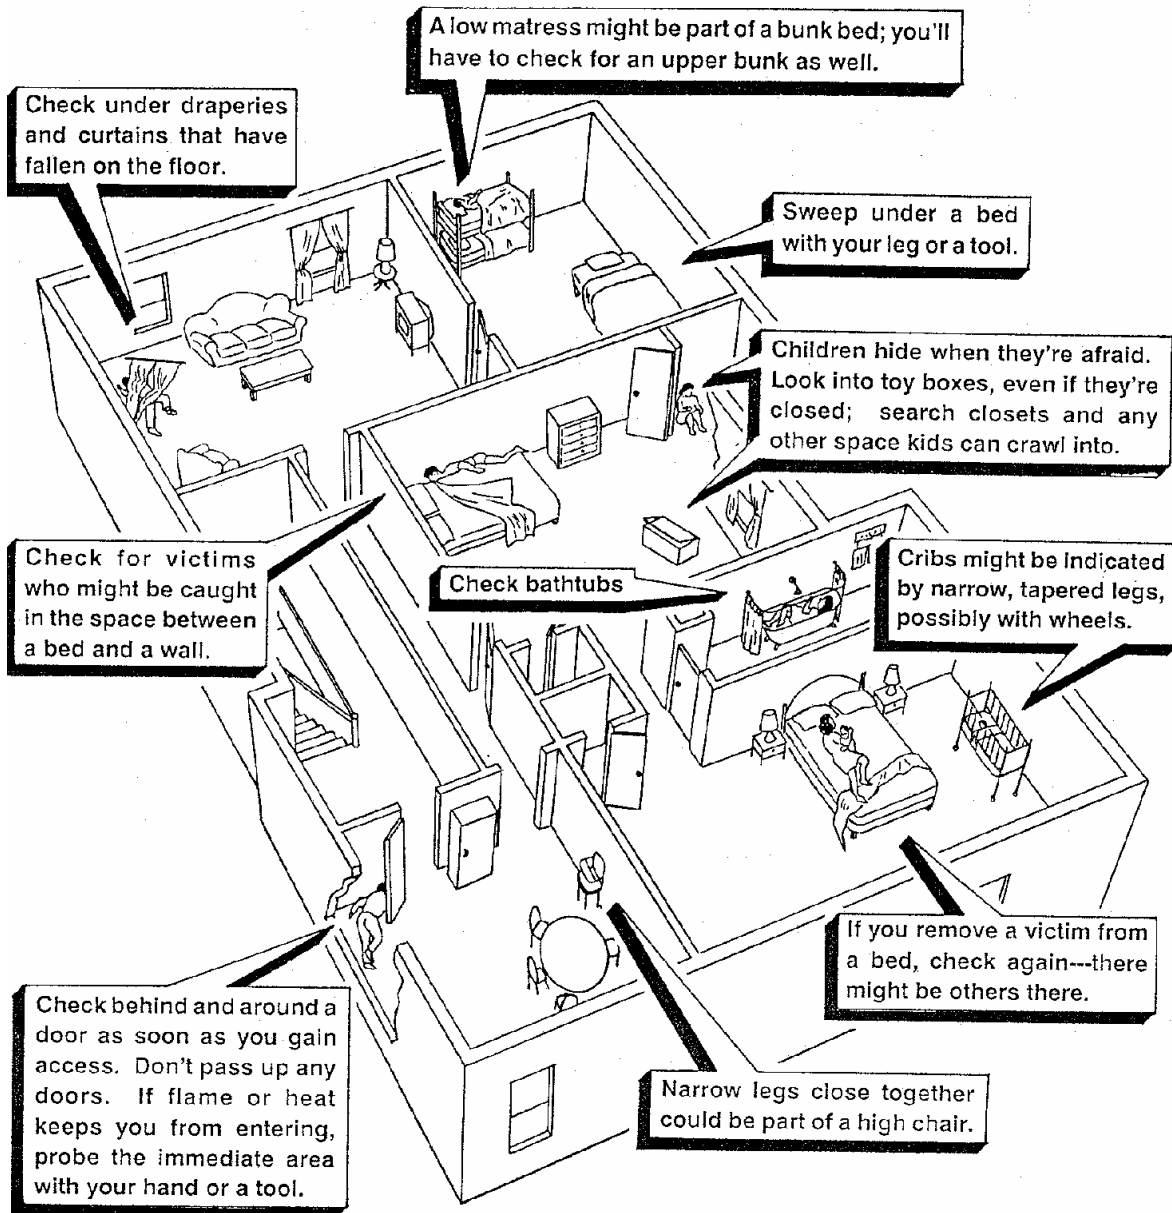 A low matress might be part of a bunk bed; you'll
have to check for an upper bunk as well.
Check under draperies
and curtains that have
fallen on the floor.
Sweep under a bed
with your leg or a tool.
Children hide when they're afraid.
Look into toy boxes, even if they're
closed; search closets and any
other space kids can crawl into.
Check for victims
who might be caught
in the space between
a bed and a wall.
Check bathtubs
Cribs might be indicated
by narrow, tapered legs,
possibly with wheels.
If you remove a victim from
a bed, check again---there
might be others there.
Check behind and around a
door as soon as you gain
access. Don't pass up any
doors. If flame or heat
keeps you from entering,
probe the immediate area
with your hand or a tool.
Narrow legs close together
could be part of a high chair.